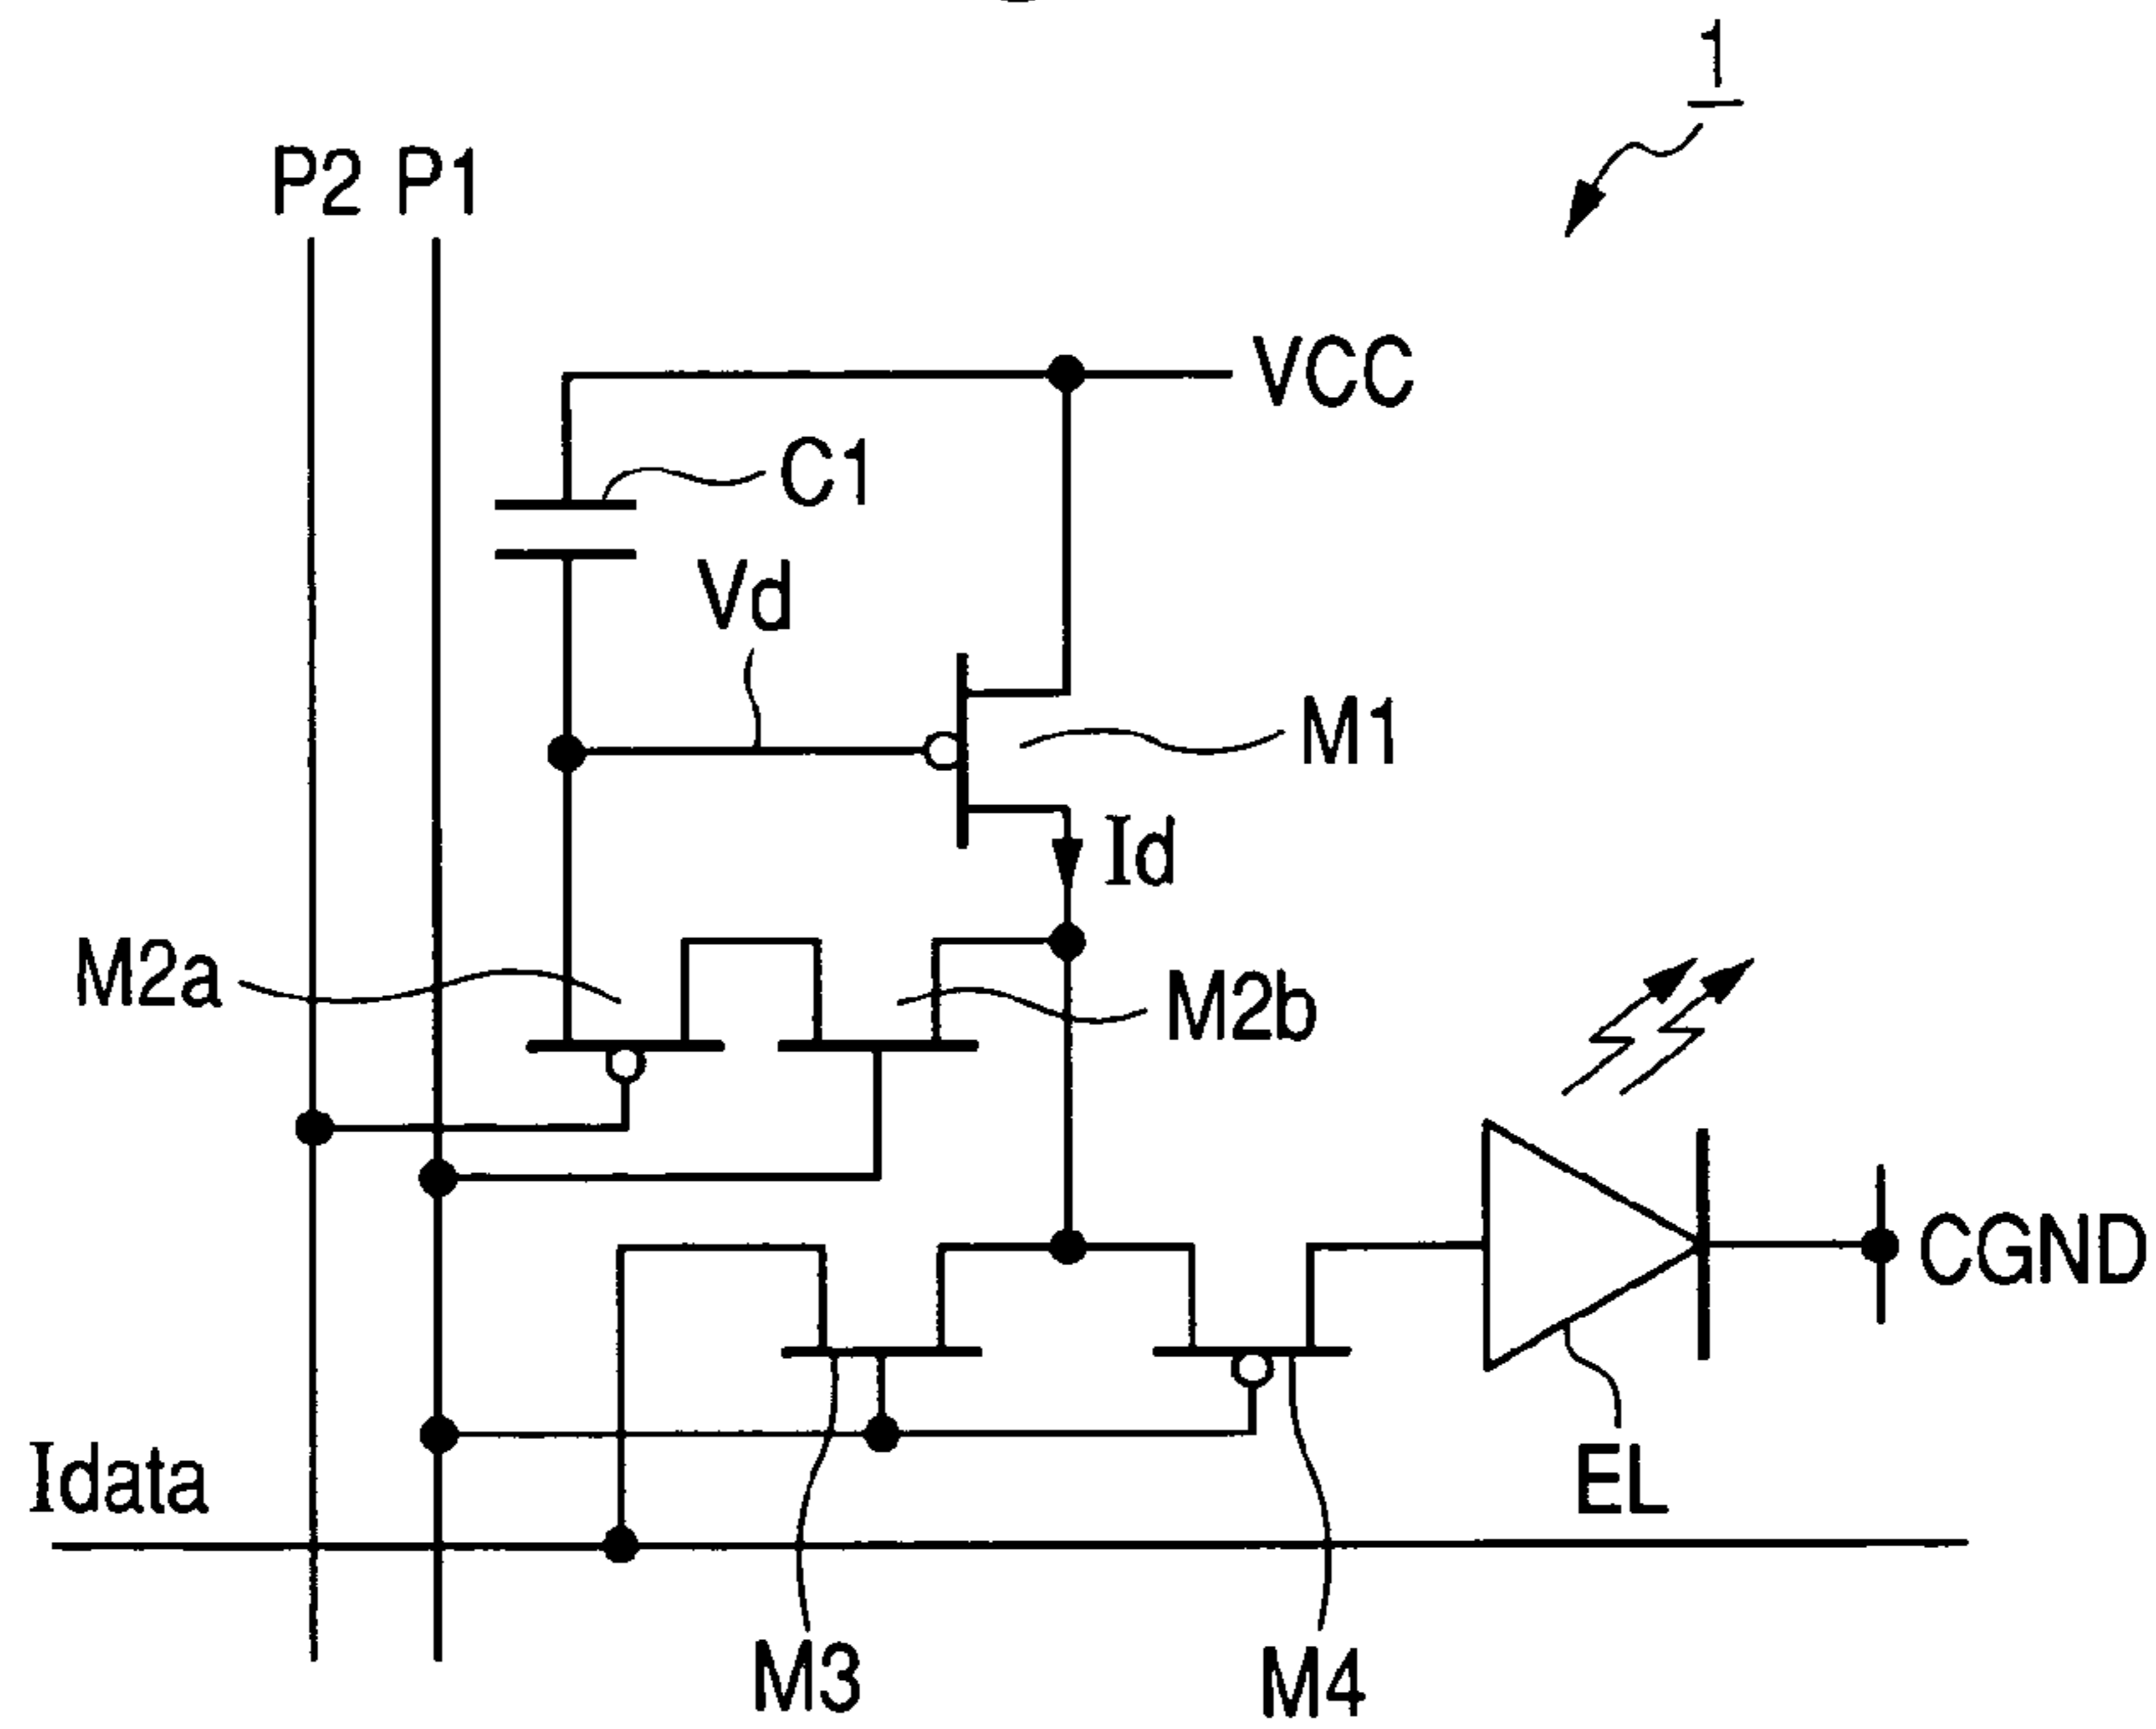 1
P2 P1
VCC
C1
Vd
M1
Id
M2a
M2b
CGND
EL
Idata
M3
M4